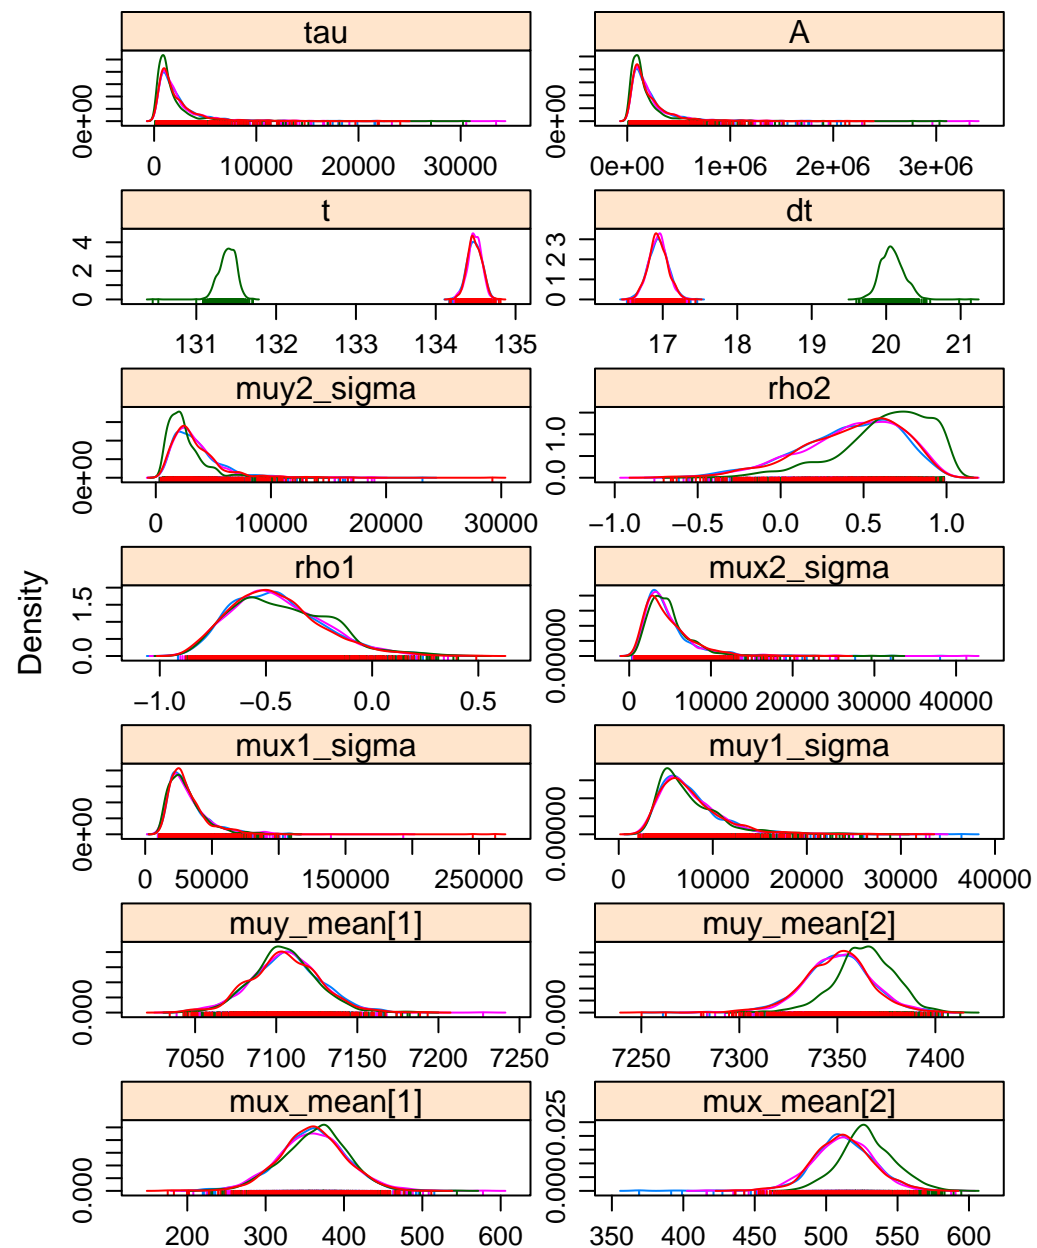 tau
A
0e+00
0e+00
0 10000 20000 30000
0e+00 1e+06 2e+06 3e+06
t
dt
0 2 4
0 1 2 3
131 132 133 134 135
17 18 19 20 21
muy2_sigma
rho2
0e+00
0.0 1.0
0 10000 20000 30000
−1.0 −0.5 0.0 0.5 1.0
rho1
mux2_sigma
0.0 1.5
0.00000
−1.0 −0.5 0.0 0.5
0 10000 20000 30000 40000
Density
mux1_sigma
muy1_sigma
0e+00
0.00000
0 50000 150000 250000
0 10000 20000 30000 40000
muy_mean[1]
muy_mean[2]
0.000
0.000
7050 7100 7150 7200 7250
7250 7300 7350 7400
mux_mean[1]
mux_mean[2]
0.000
0.000 0.025
200 300 400 500 600
350 400 450 500 550 600